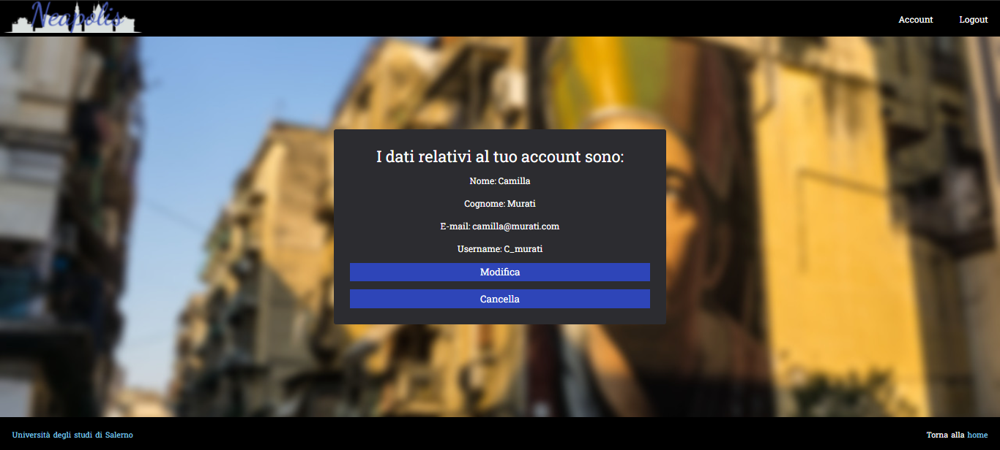 Neapolis
Account Logout
I dati relativi al tuo account sono:
Nome: Camilla
Cognome: Murati
E-mail: camilla@murati.com
Username: C_murati
Modifica
Cancella
Università degli studi di Salerno
Torna alla home